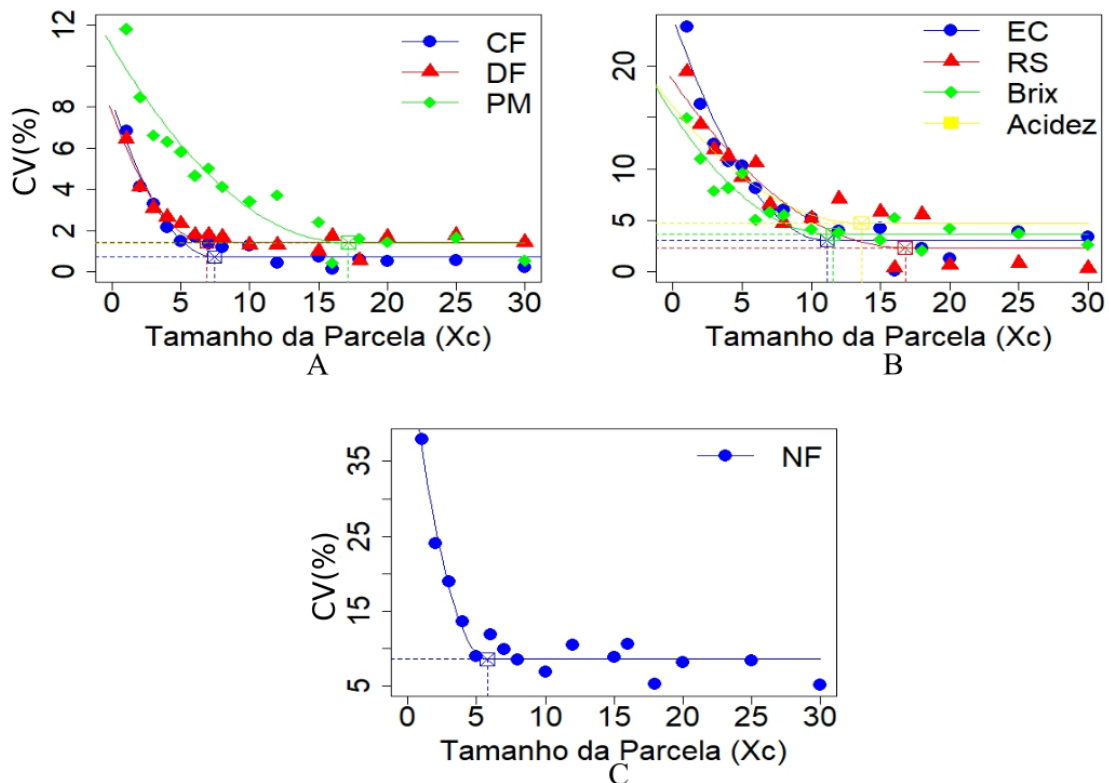 CV(%)
12
8
6
4
2
0
CF
DF
PM
0 5 10 15 20 25 30
Tamanho da Parcela (Xc)
A
20
10
5
0
EC
RS
Brix
Acidez
0 5 10 15 20 25 30
Tamanho da Parcela (Xc)
B
CV(%)
35
25
15
5
NF
0 5 10 15 20 25 30
Tamanho da Parcela (Xc)
C